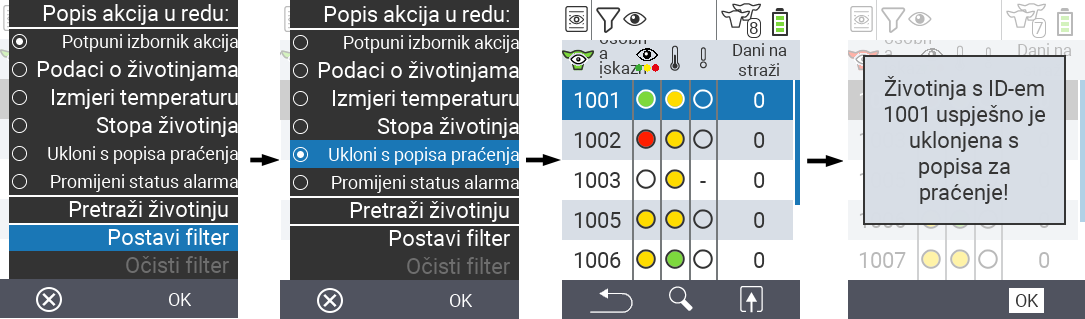 Popis akcija u redu:
Potpuni izbornik akcija
Podaci o životinjama
Izmjeri temperaturu
Stopa životinja
Ukloni s popisa praćenja
Promijeni status alarma
Pretraži životinju
Postavi filter
Očisti filter
OK
Popis akcija u redu:
Potpuni izbornik akcija
Podaci o životinjama
Izmjeri temperaturu
Stopa životinja
Ukloni s popisa praćenja
Promijeni status alarma
Pretraži životinju
Postavi filter
Očisti filter
OK
8
osobn
a
iskazn
Dani na
straži
1001 0
1002 0
1003 - 0
1005 0
1006 0
7
Dani na
Životinja s ID-em
1001 uspješno je
uklonjena s
popisa za
praćenje!
1007 0
OK